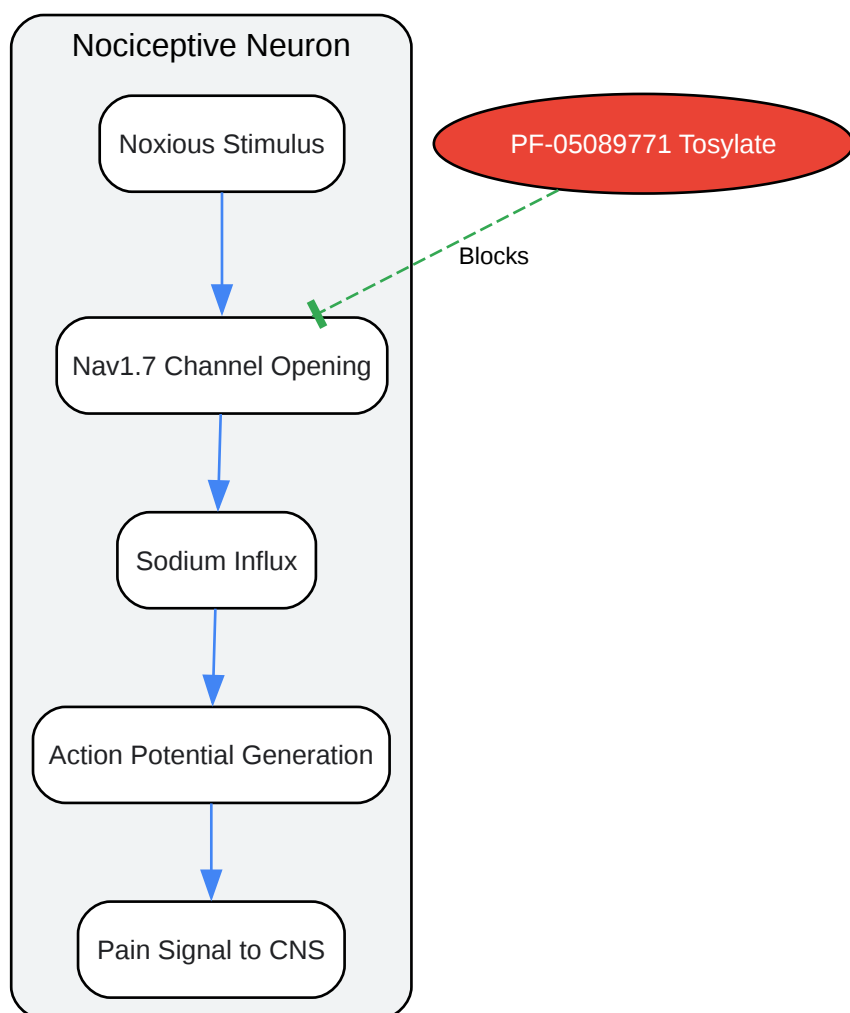 Nociceptive Neuron
Noxious Stimulus
PF-05089771 Tosylate
Blocks
Nav1.7 Channel Opening
Sodium Influx
Action Potential Generation
Pain Signal to CNS